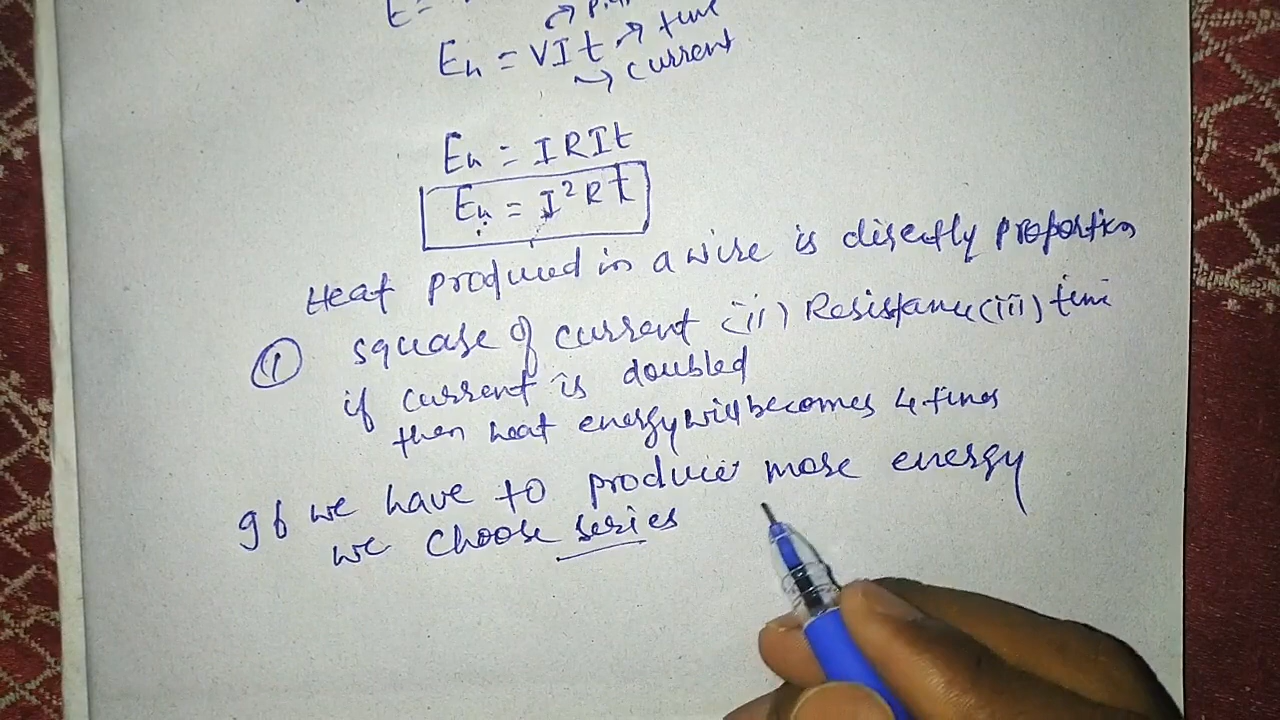 E =
Eh = VIt → time
→ current
Eh = IRIt
Eh = I²Rt
Heat produced in a wire is directly proportion
① square of current (ii) Resistance (iii) time
if current is doubled
then heat energy will becomes 4 times
If we have to produce more energy
we choose series